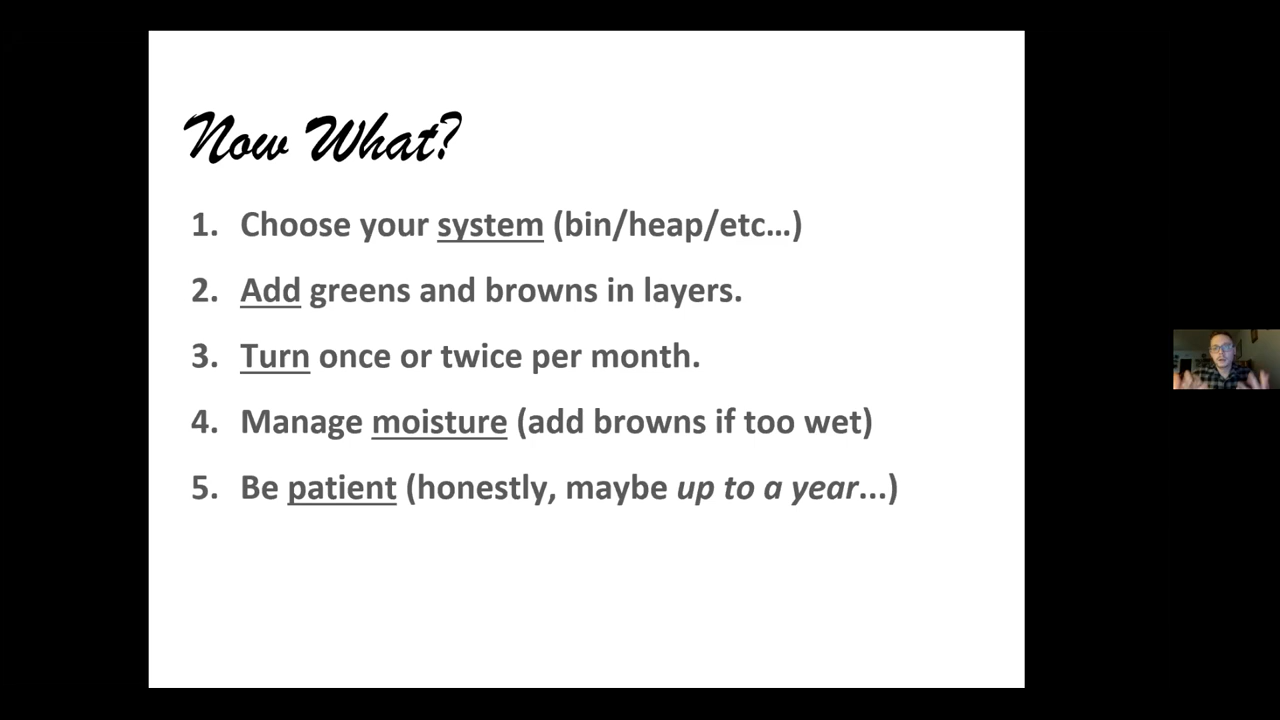 Now What?
1. Choose your system (bin/heap/etc...)
2. Add greens and browns in layers.
3. Turn once or twice per month.
4. Manage moisture (add browns if too wet)
5. Be patient (honestly, maybe up to a year...)